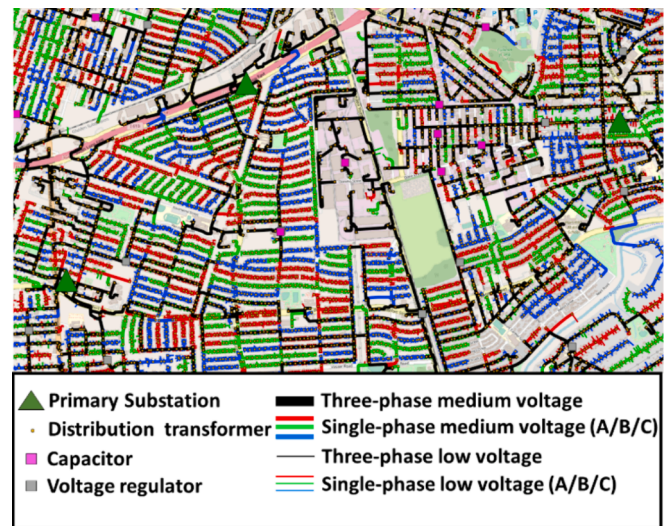 Primary Substation
Distribution transformer
Capacitor
Voltage regulator
Three-phase medium voltage
Single-phase medium voltage (A/B/C)
Three-phase low voltage
Single-phase low voltage (A/B/C)